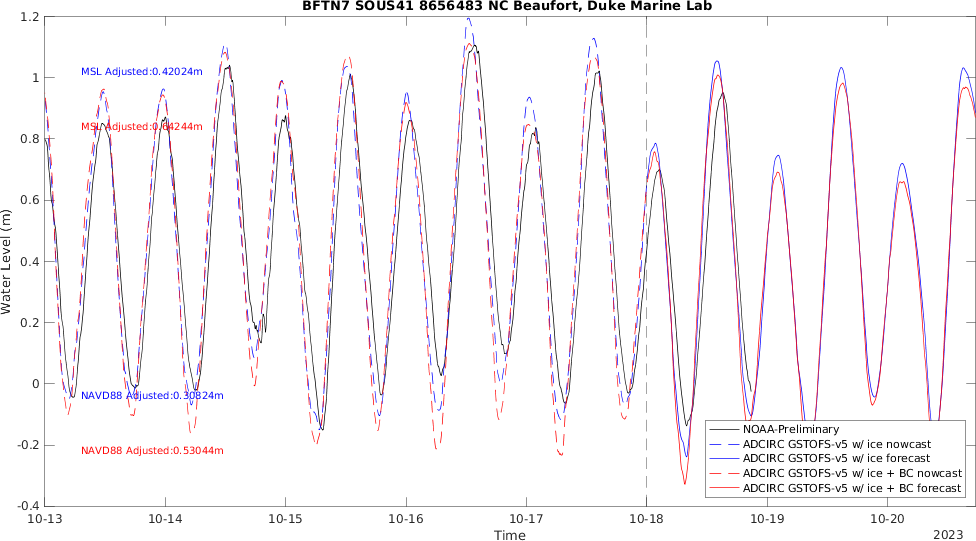 BFTN7 SOUS41 8656483 NC Beaufort, Duke Marine Lab
1.2
1
0.8
0.6
0.4
0.2
0
-0.2
-0.4
Water Level (m)
MSL Adjusted:0.42024m
MSL Adjusted:0.64244m
NAVD88 Adjusted:0.30824m
NAVD88 Adjusted:0.53044m
NOAA-Preliminary
ADCIRC GSTOFS-v5 w/ ice nowcast
ADCIRC GSTOFS-v5 w/ ice forecast
ADCIRC GSTOFS-v5 w/ ice + BC nowcast
ADCIRC GSTOFS-v5 w/ ice + BC forecast
10-13 10-14 10-15 10-16 10-17 10-18 10-19 10-20
Time
2023